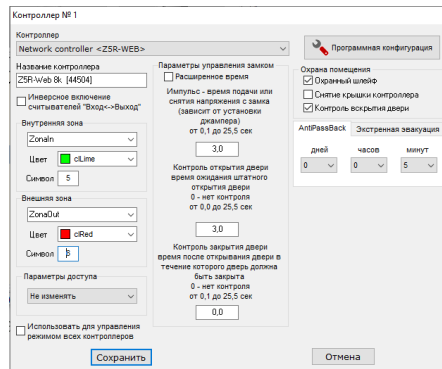 Контроллер № 1
Контроллер
Network controller <Z5R-WEB>
Программная конфигурация
Название контроллера
Z5R-Web 8k [44504]
Инверсное включение
считывателей "Вход<->Выход"
Внутренняя зона
ZonaIn
Цвет clLime
Символ 5
Внешняя зона
ZonaOut
Цвет clRed
Символ 8
Параметры доступа
Не изменять
Использовать для управления
режимом всех контроллеров
Параметры управления замком
Расширенное время
Импульс - время подачи или
снятия напряжения с замка
(зависит от установки
джампера)
от 0,1 до 25,5 сек
3,0
Контроль открытия двери
время ожидания штатного
открытия двери
0 - нет контроля
от 0,0 до 25,5 сек
3,0
Контроль закрытия двери
время после открывания двери в
течение которого дверь должна
быть закрыта
0 - нет контроля
от 0,1 до 25,5 сек
0,0
Охрана помещения
Охранный шлейф
Снятие крышки контроллера
Контроль вскрытия двери
AntiPassBack Экстренная эвакуация
дней часов минут
0 0 5
Сохранить
Отмена